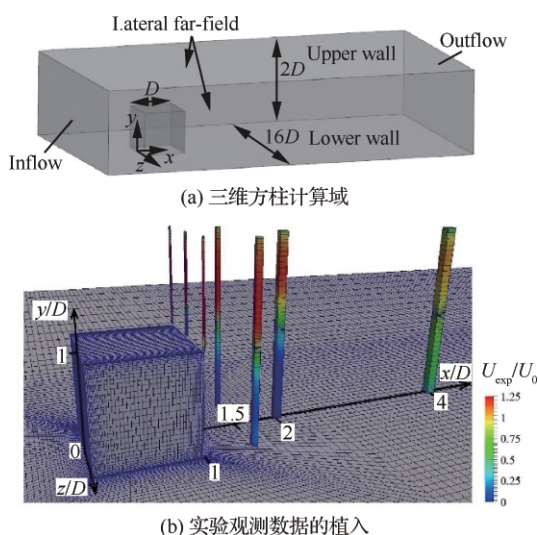 Lateral far-field
Outflow
Upper wall
D
2D
y
16D
Lower wall
x
z
Inflow
(a) 三维方柱计算域
y/D
1
U_exp/U_0
x/D
1.25
1
0.75
0.5
0.25
0
4
1.5
2
0
1
z/D
(b) 实验观测数据的植入